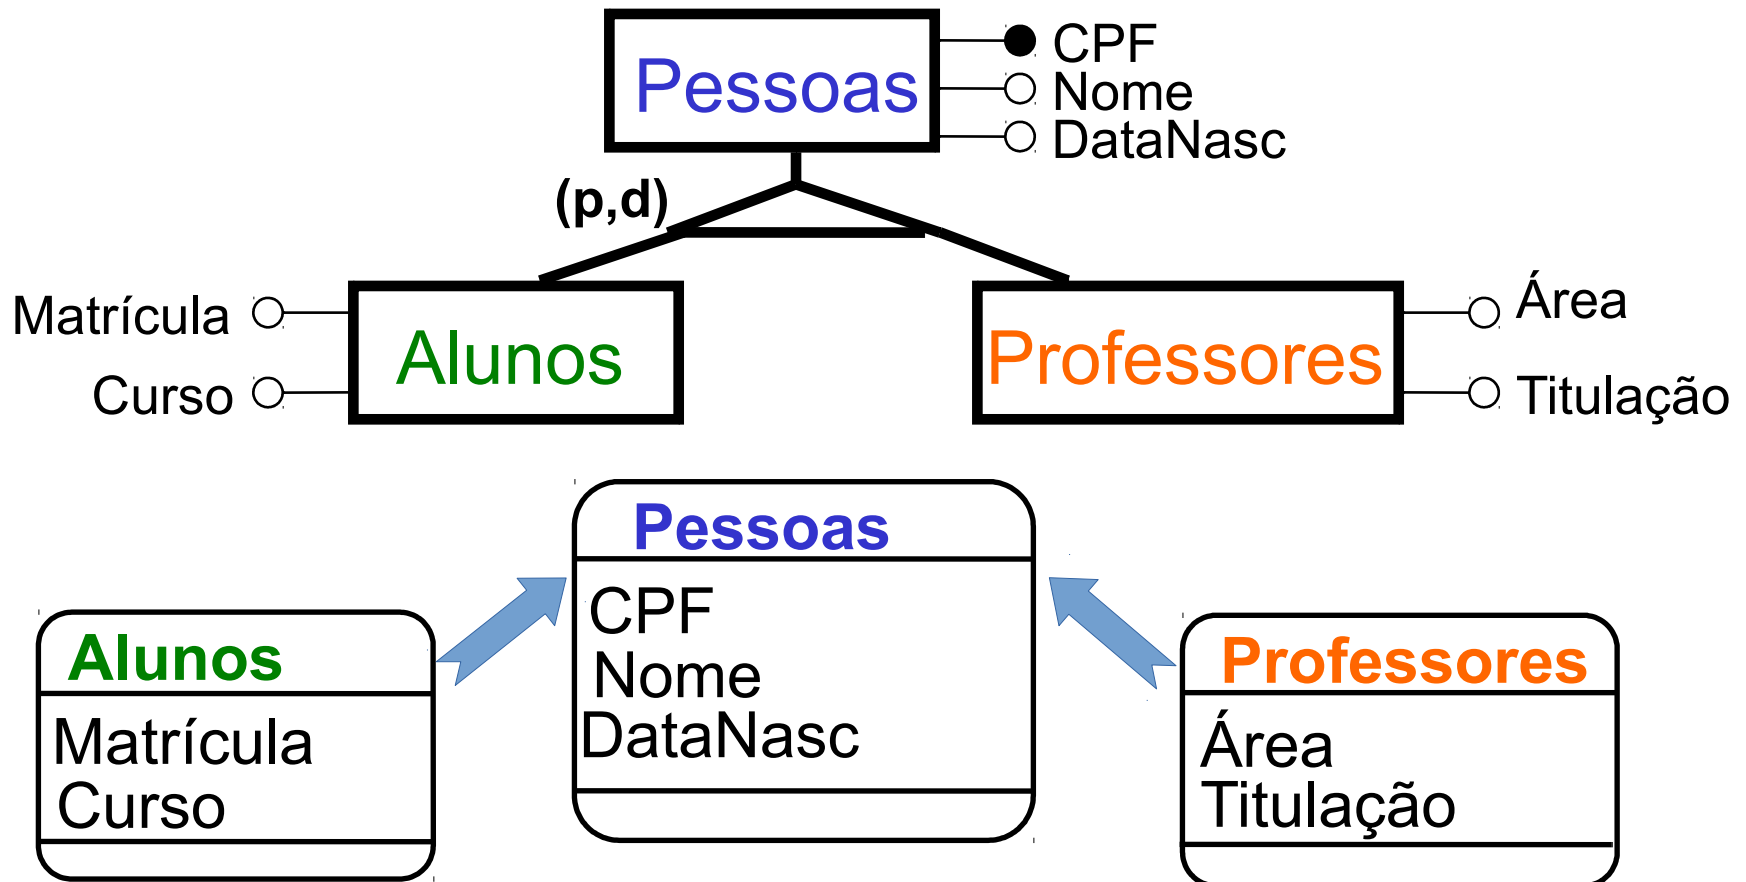 Pessoas
CPF
Nome
DataNasc
(p,d)
Matrícula
Curso
Alunos
Professores
Área
Titulação
Pessoas
CPF
Nome
DataNasc
Alunos
Matrícula
Curso
Professores
Área
Titulação